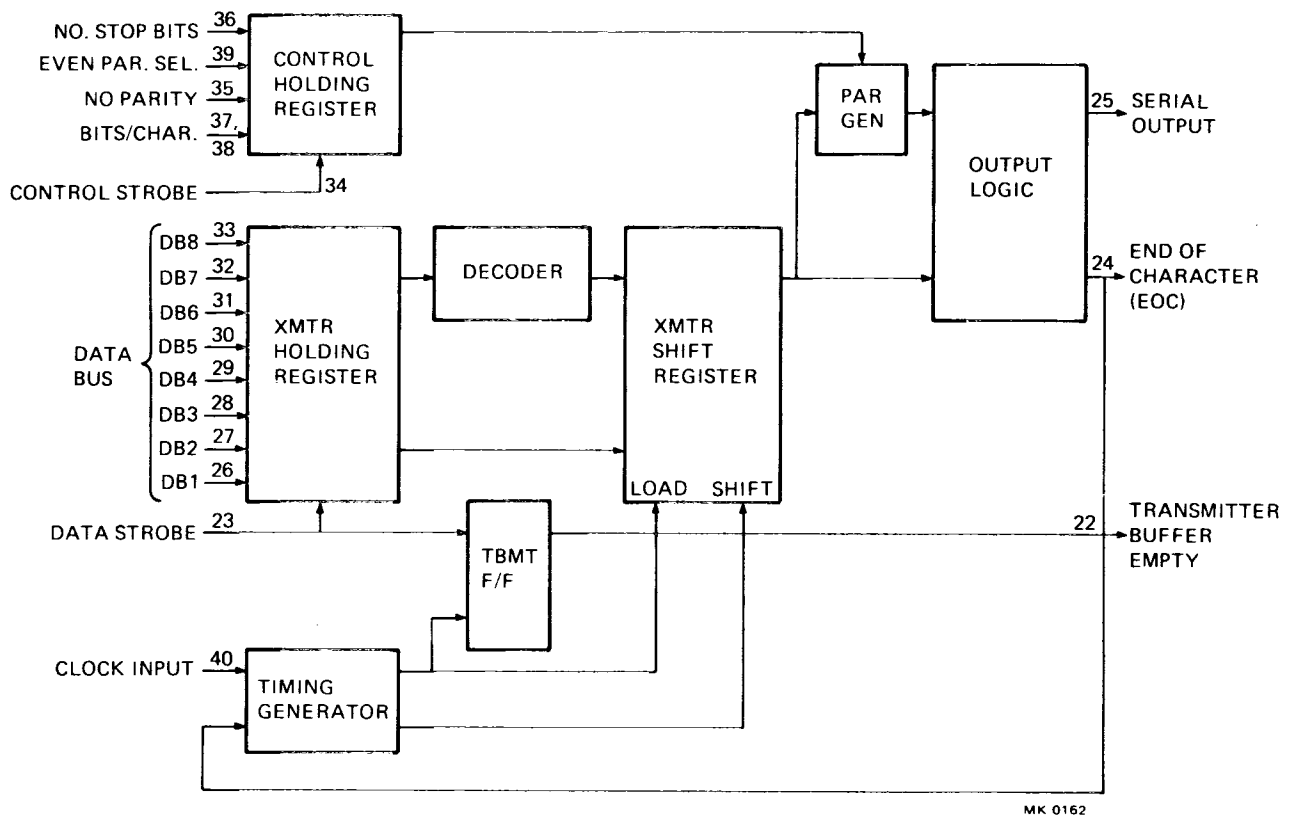 NO. STOP BITS 36
EVEN PAR. SEL. 39
NO PARITY 35
BITS/CHAR. 37,
38
CONTROL
HOLDING
REGISTER
CONTROL STROBE 34
PAR
GEN
OUTPUT
LOGIC
25 SERIAL
OUTPUT
24 END OF
CHARACTER
(EOC)
DATA
BUS
DB8 33
DB7 32
DB6 31
DB5 30
DB4 29
DB3 28
DB2 27
DB1 26
XMTR
HOLDING
REGISTER
DECODER
XMTR
SHIFT
REGISTER
LOAD SHIFT
DATA STROBE 23
TBMT
F/F
22 TRANSMITTER
BUFFER
EMPTY
CLOCK INPUT 40
TIMING
GENERATOR
MK 0162